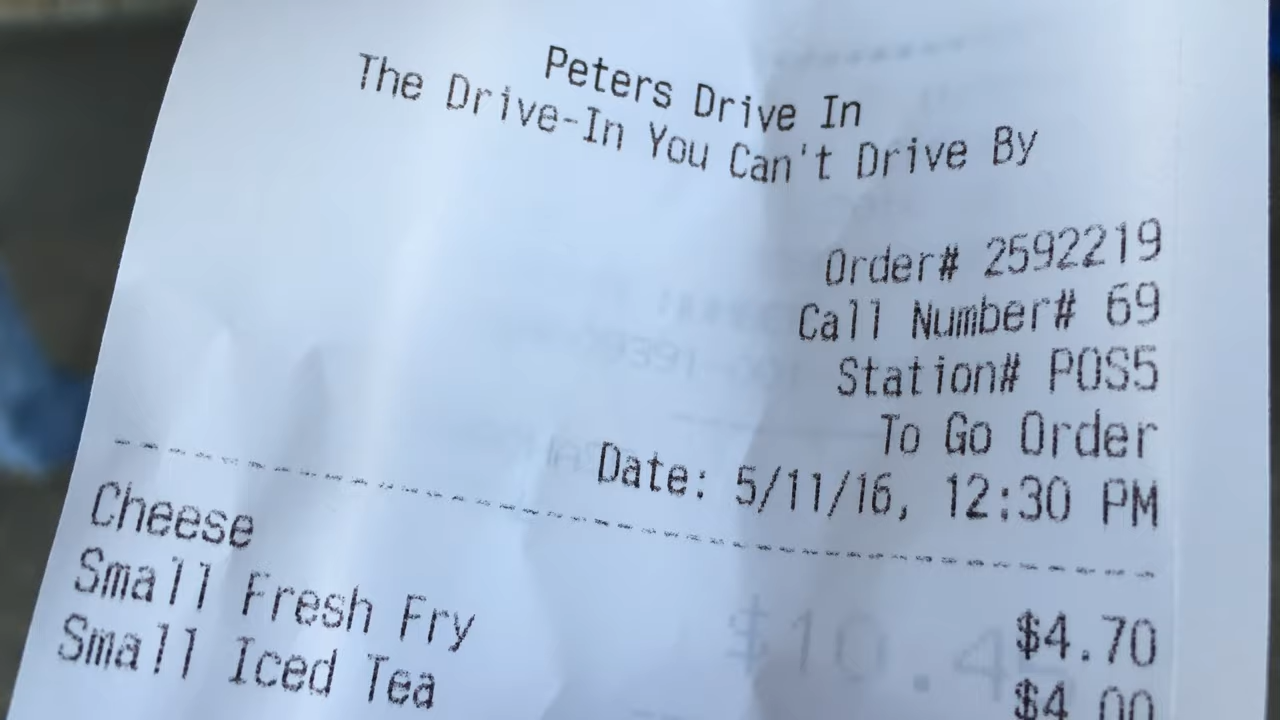 Peters Drive In
The Drive-In You Can't Drive By
Order# 2592219
Call Number# 69
Station# POS5
To Go Order
Date: 5/11/16, 12:30 PM
Cheese $4.70
Small Fresh Fry $4.00
Small Iced Tea
$10.4